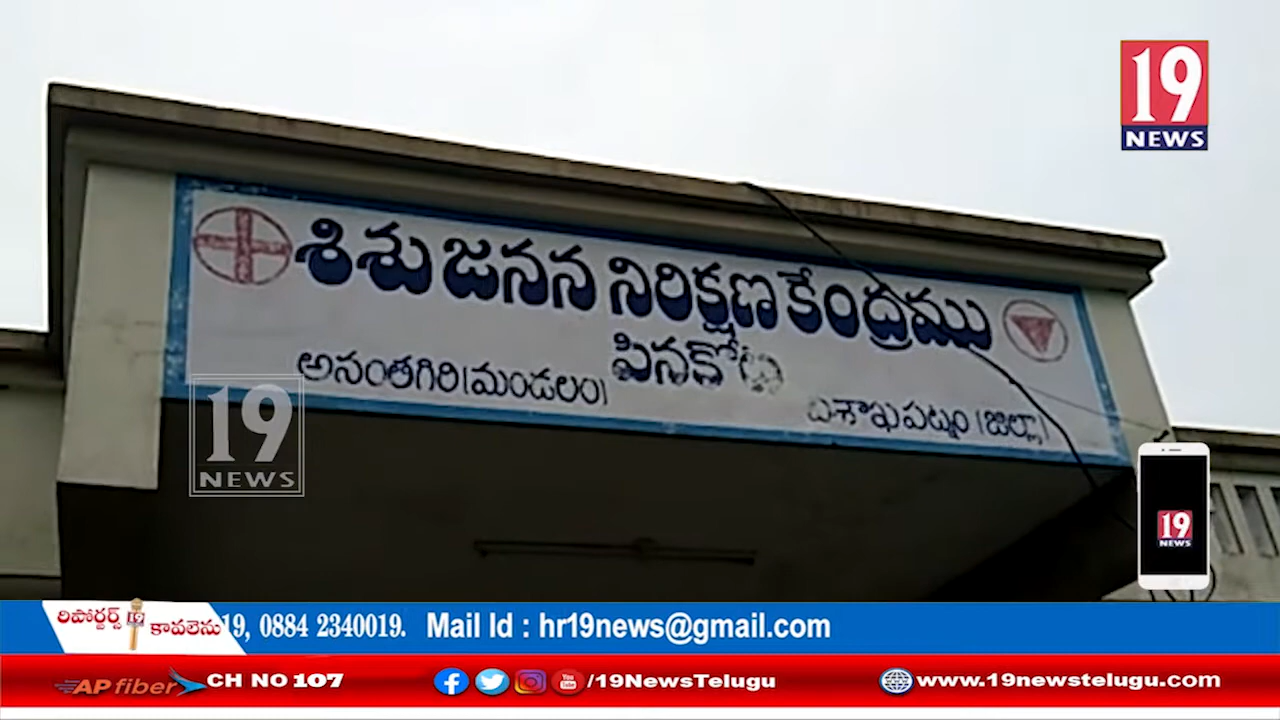 19
NEWS
శిశు జనన నిరిక్షణ కేంద్రము
పినకోట
అనంతగిరి(మండలం)
విశాఖపట్నం (జిల్లా)
19
NEWS
19
NEWS
రిపోర్టర్స్ 19 కావలెను
19, 0884 2340019. Mail Id : hr19news@gmail.com
AP fiber CH NO 107 /19NewsTelugu www.19newstelugu.com